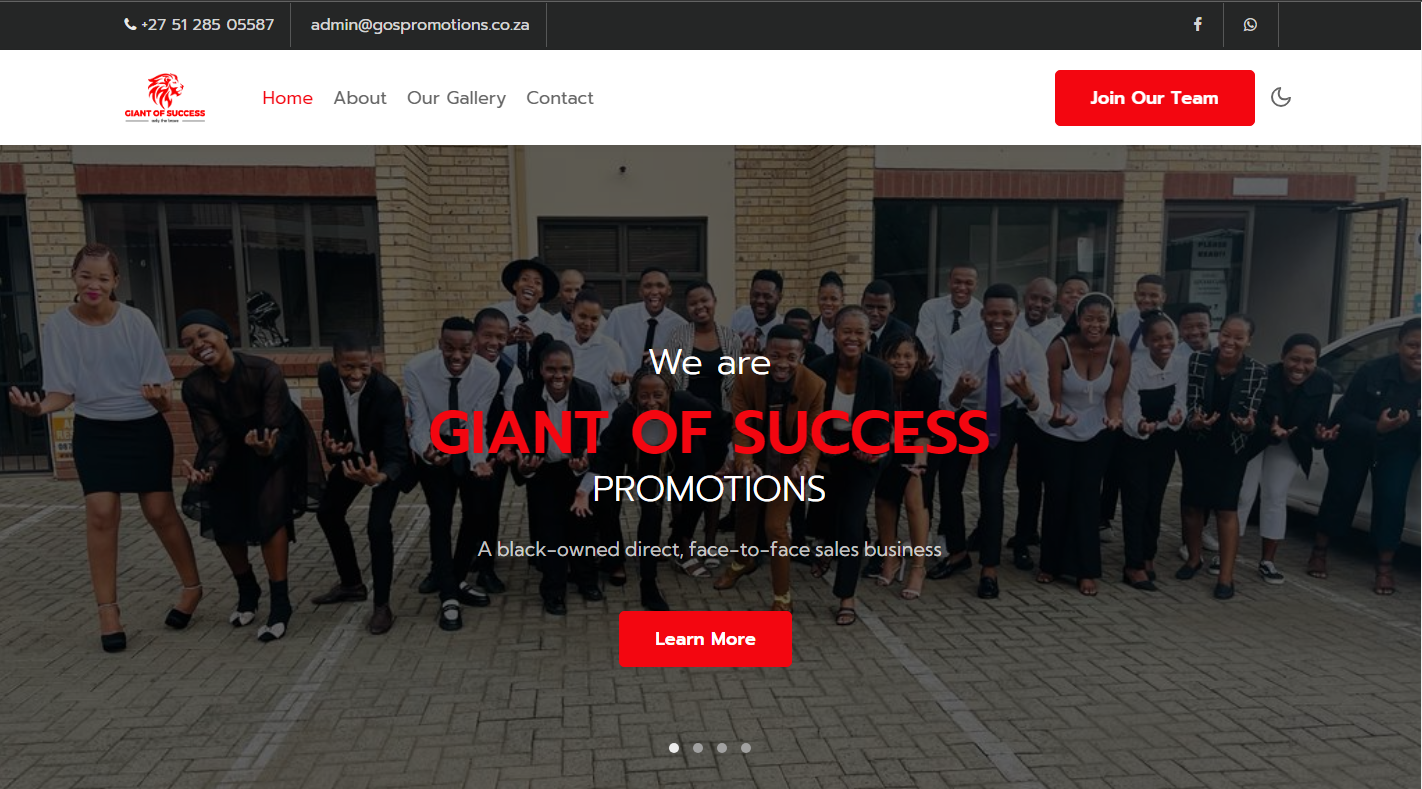 +27 51 285 05587
admin@gospromotions.co.za
GIANT OF SUCCESS
Home
About
Our Gallery
Contact
Join Our Team
PLEASE
We are
GIANT OF SUCCESS
PROMOTIONS
A black-owned direct, face-to-face sales business
Learn More